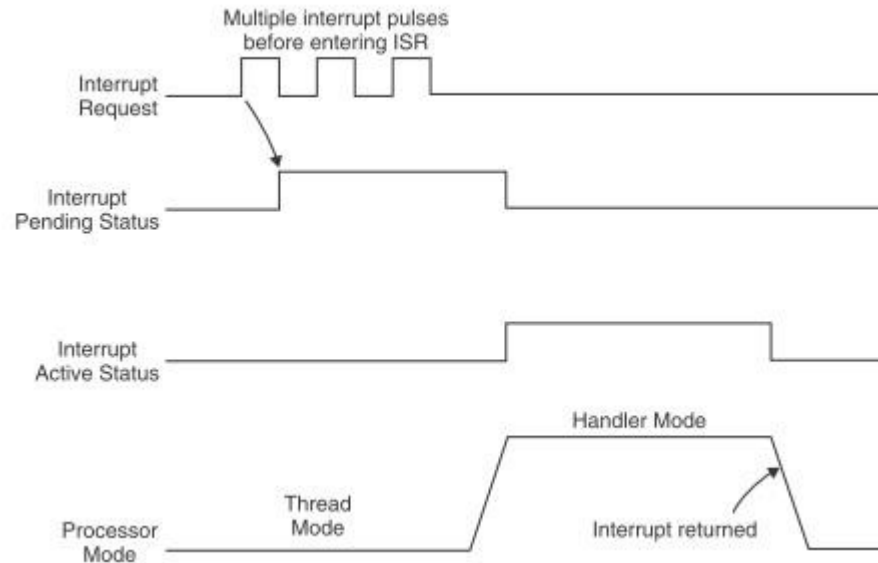 Multiple interrupt pulses
before entering ISR
Interrupt
Request
Interrupt
Pending Status
Interrupt
Active Status
Handler Mode
Thread
Mode
Interrupt returned
Processor
Mode